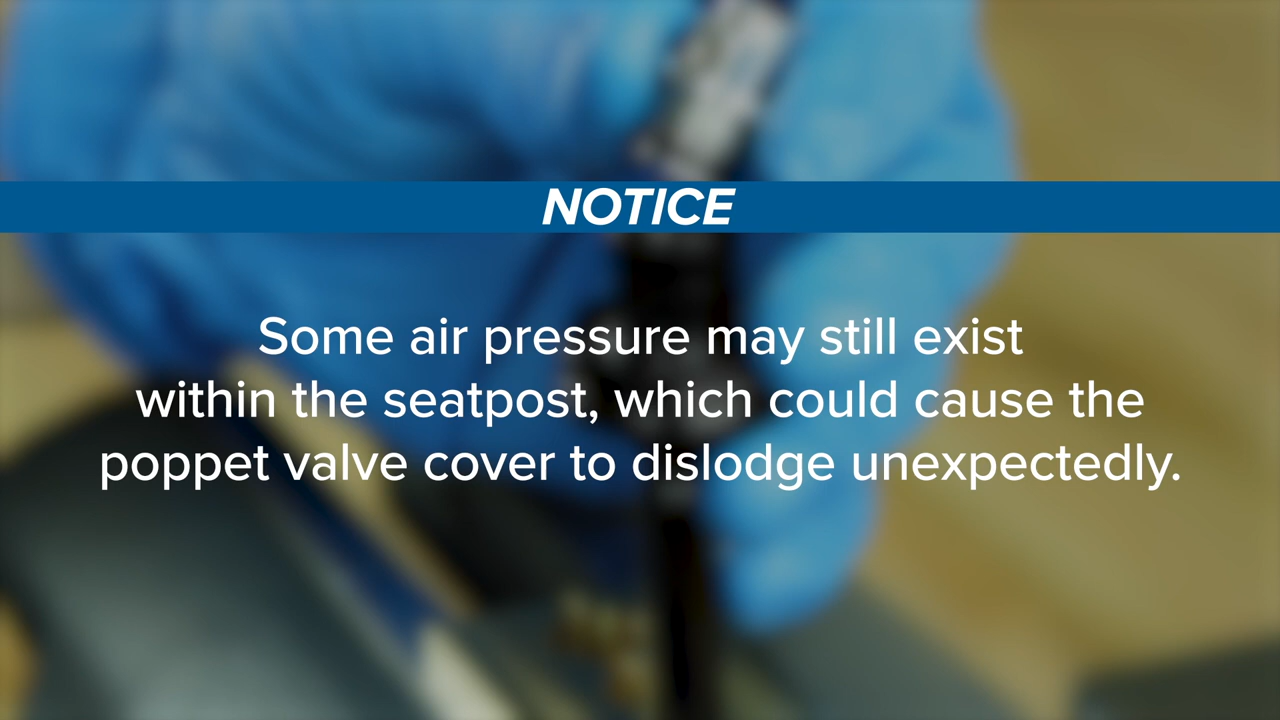 NOTICE
Some air pressure may still exist
within the seatpost, which could cause the
poppet valve cover to dislodge unexpectedly.